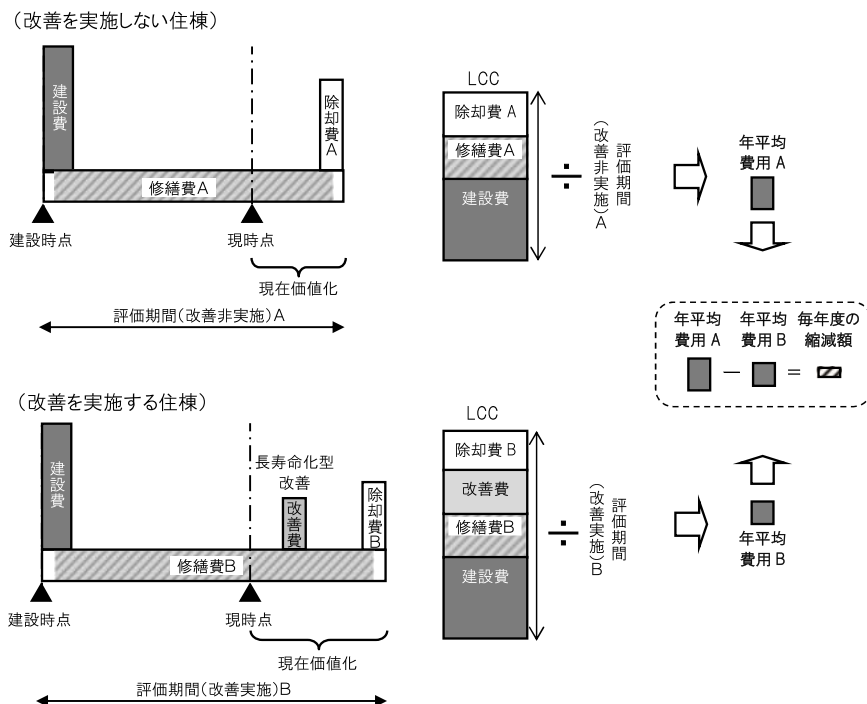 （改善を実施しない住棟）
建設費
除却費A
修繕費A
建設時点
現時点
現在価値化
評価期間(改善非実施)A
LCC
除却費A
修繕費A
建設費
÷
評価期間
(改善非実施)A
年平均
費用A
年平均
費用A
年平均
費用B
毎年度の
縮減額
－ ＝
（改善を実施する住棟）
建設費
長寿命化型
改善
改善費
除却費B
修繕費B
建設時点
現時点
現在価値化
評価期間(改善実施)B
LCC
除却費B
改善費
修繕費B
建設費
÷
評価期間
(改善実施)B
年平均
費用B